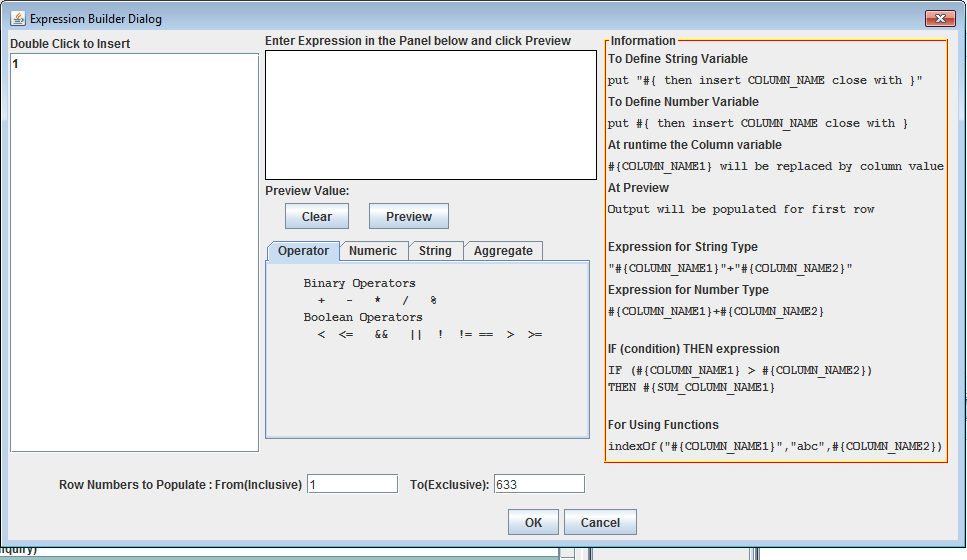 Expression Builder Dialog
Double Click to Insert
1
Enter Expression in the Panel below and click Preview
Preview Value:
Clear
Preview
Operator
Numeric
String
Aggregate
Binary Operators
+ - * / %
Boolean Operators
< <= && || ! != == > >=
Information
To Define String Variable
put "#{ then insert COLUMN_NAME close with }"
To Define Number Variable
put #{ then insert COLUMN_NAME close with }
At runtime the Column variable
#{COLUMN_NAME1} will be replaced by column value
At Preview
Output will be populated for first row
Expression for String Type
"#{COLUMN_NAME1}"+"#{COLUMN_NAME2}"
Expression for Number Type
#{COLUMN_NAME1}+#{COLUMN_NAME2}
IF (condition) THEN expression
IF (#{COLUMN_NAME1} > #{COLUMN_NAME2})
THEN #{SUM_COLUMN_NAME1}
For Using Functions
indexOf("#{COLUMN_NAME1}","abc",#{COLUMN_NAME2})
Row Numbers to Populate : From(Inclusive) 1 To(Exclusive): 633
OK
Cancel